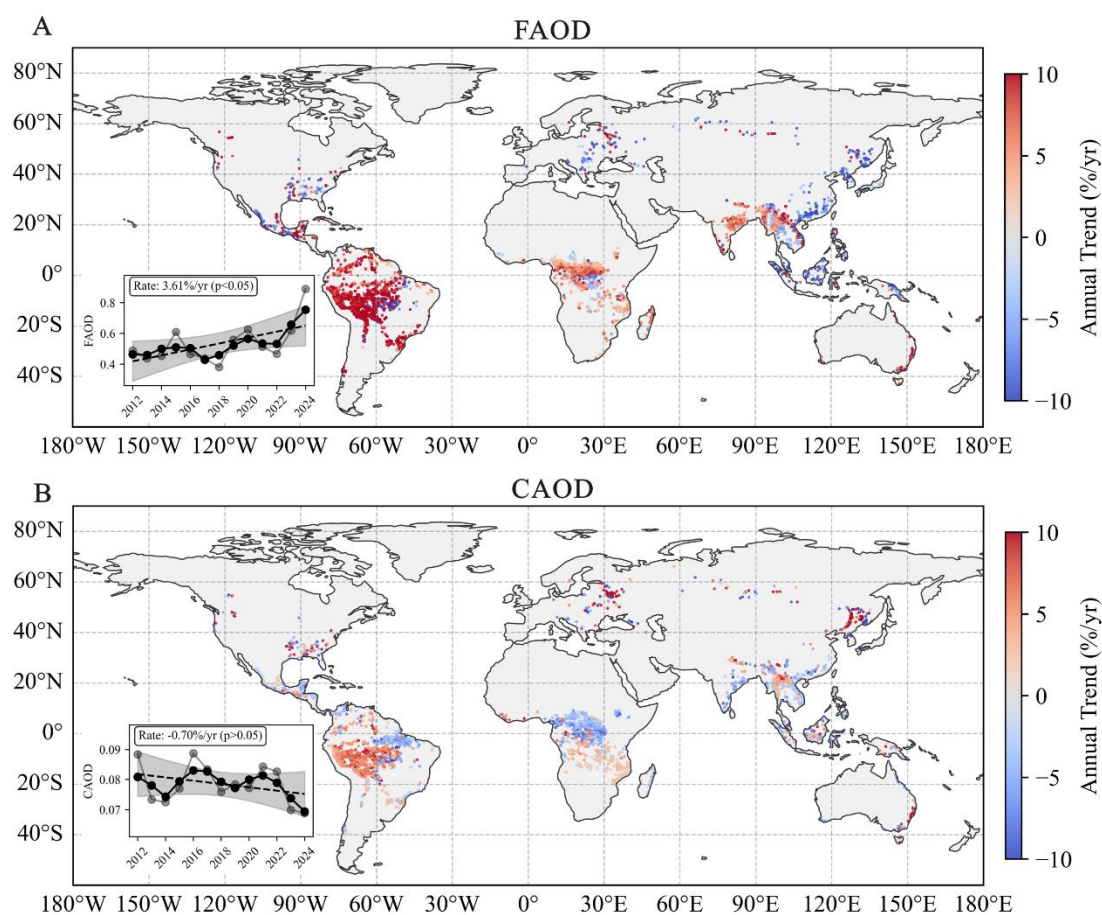 A
FAOD
80°N
60°N
40°N
20°N
0°
20°S
40°S
180°W 150°W 120°W 90°W 60°W 30°W 0° 30°E 60°E 90°E 120°E 150°E 180°E
Rate: 3.61%/yr (p<0.05)
FAOD
0.8
0.6
0.4
2012 2014 2016 2018 2020 2022 2024
10
5
0
−5
−10
Annual Trend (%/yr)
B
CAOD
80°N
60°N
40°N
20°N
0°
20°S
40°S
180°W 150°W 120°W 90°W 60°W 30°W 0° 30°E 60°E 90°E 120°E 150°E 180°E
Rate: -0.70%/yr (p>0.05)
CAOD
0.09
0.08
0.07
2012 2014 2016 2018 2020 2022 2024
10
5
0
−5
−10
Annual Trend (%/yr)